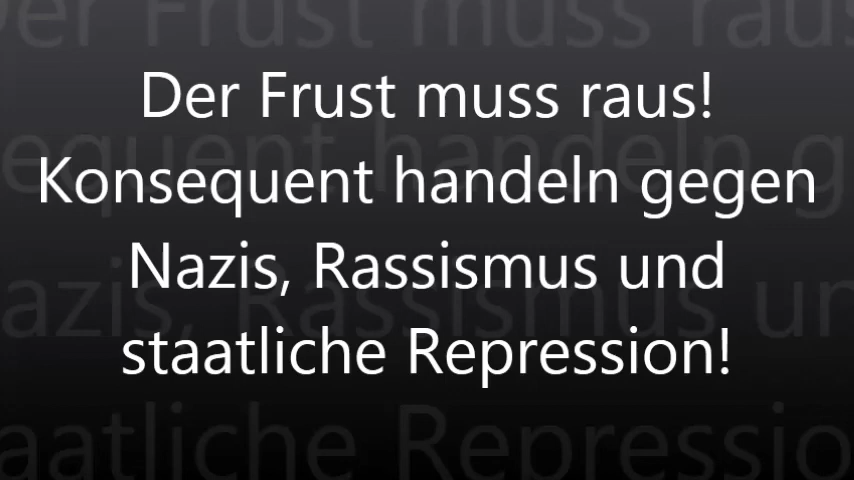 Der Frust muss raus!
Konsequent handeln gegen
Nazis, Rassismus und
staatliche Repression!